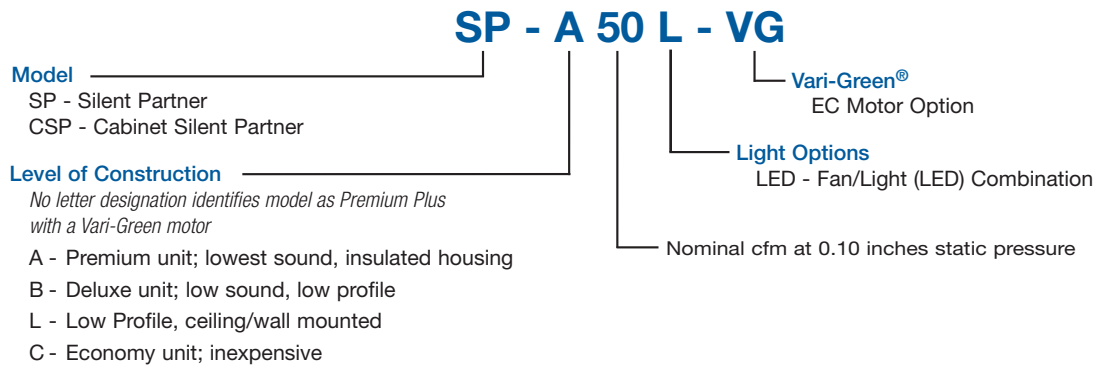 SP - A 50 L - VG
Model
SP - Silent Partner
CSP - Cabinet Silent Partner
Level of Construction
No letter designation identifies model as Premium Plus
with a Vari-Green motor
A - Premium unit; lowest sound, insulated housing
B - Deluxe unit; low sound, low profile
L - Low Profile, ceiling/wall mounted
C - Economy unit; inexpensive
Vari-Green®
EC Motor Option
Light Options
LED - Fan/Light (LED) Combination
Nominal cfm at 0.10 inches static pressure